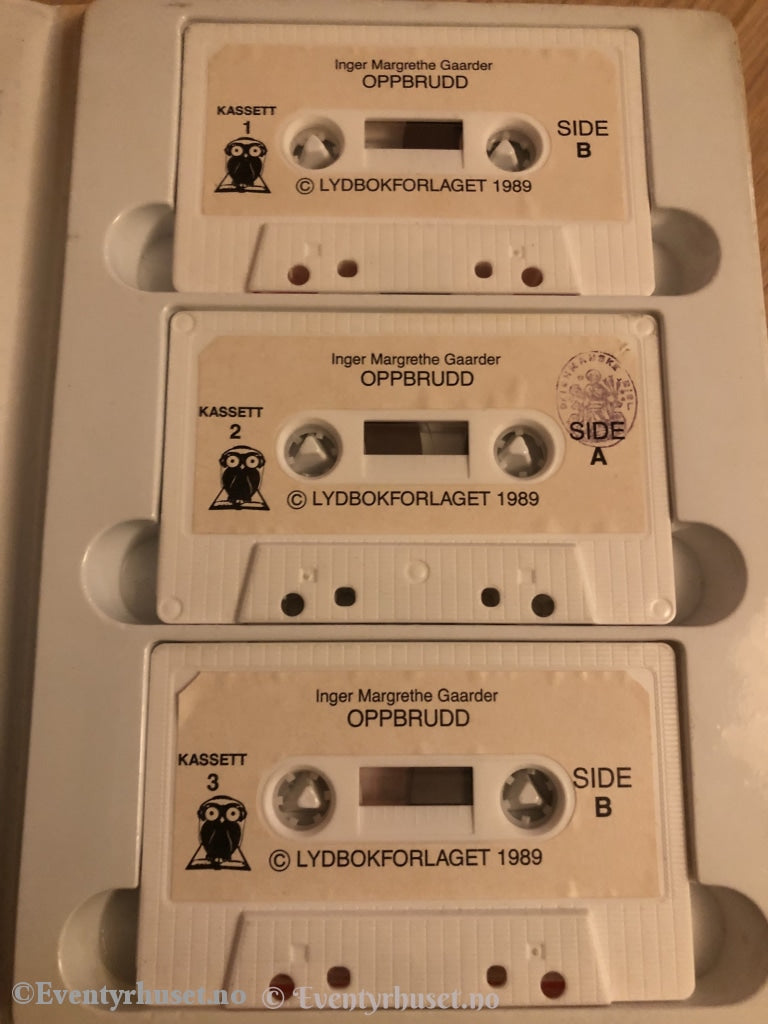 Inger Margrethe Gaarder
OPPBRUDD
KASSETT
1
SIDE
B
© LYDBOKFORLAGET 1989
Inger Margrethe Gaarder
OPPBRUDD
KASSETT
2
SIDE
A
© LYDBOKFORLAGET 1989
Inger Margrethe Gaarder
OPPBRUDD
KASSETT
3
SIDE
B
© LYDBOKFORLAGET 1989
©Eventyrhuset.no © Eventyrhuset.no